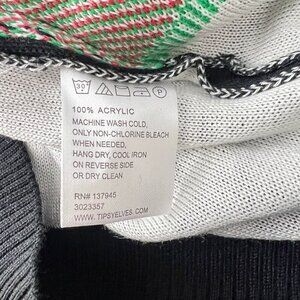 30
P
100% ACRYLIC
MACHINE WASH COLD,
ONLY NON-CHLORINE BLEACH
WHEN NEEDED,
HANG DRY, COOL IRON
ON REVERSE SIDE
OR DRY CLEAN
RN# 137945
3023357
WWW.TIPSYELVES.COM